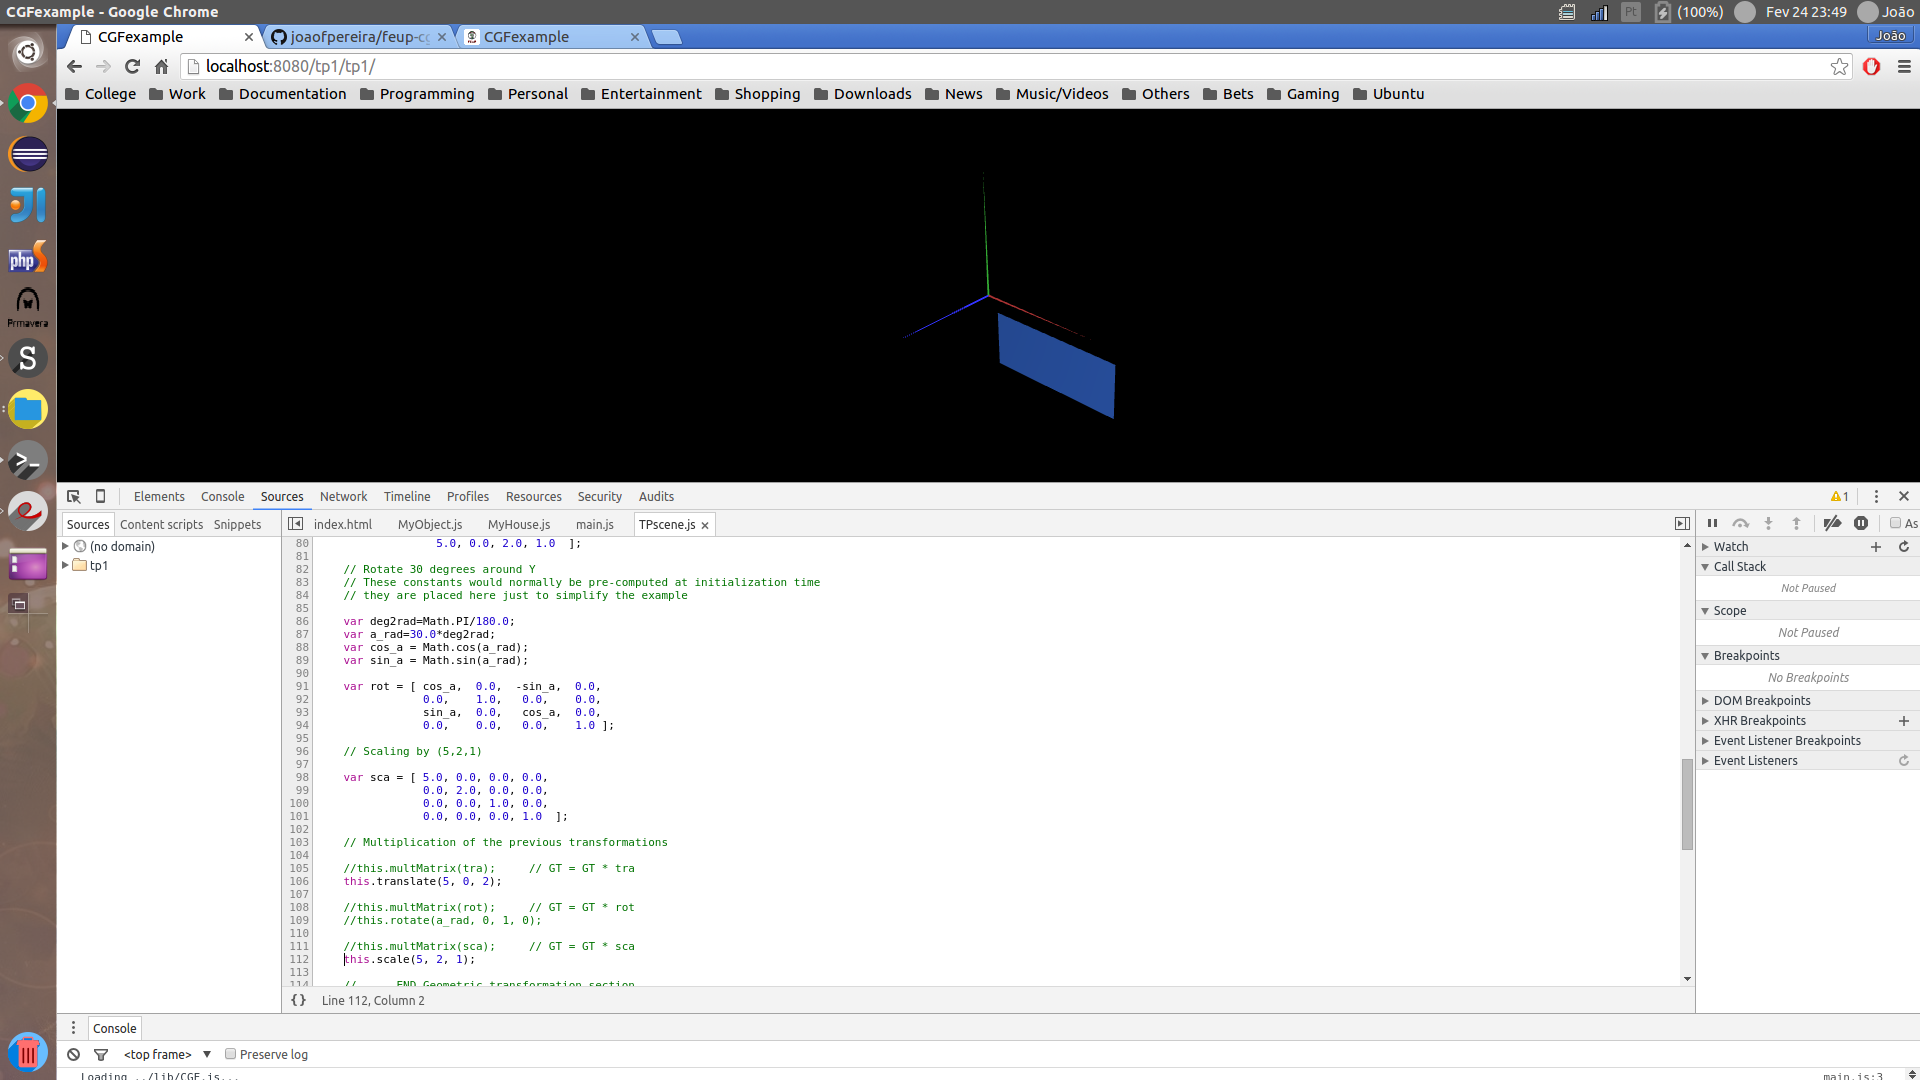 CGFexample - Google Chrome
Pt (100%) Fev 24 23:49 João
CGFexample × joaofpereira/feup-cg × CGFexample × João
localhost:8080/tp1/tp1/
College Work Documentation Programming Personal Entertainment Shopping Downloads News Music/Videos Others Bets Gaming Ubuntu
JI
php S
Prmavera
S
>_
Elements Console Sources Network Timeline Profiles Resources Security Audits 1
Sources Content scripts Snippets index.html MyObject.js MyHouse.js main.js TPscene.js × As
(no domain)
tp1
80 5.0, 0.0, 2.0, 1.0 ];
81
82 // Rotate 30 degrees around Y
83 // These constants would normally be pre-computed at initialization time
84 // they are placed here just to simplify the example
85
86 var deg2rad=Math.PI/180.0;
87 var a_rad=30.0*deg2rad;
88 var cos_a = Math.cos(a_rad);
89 var sin_a = Math.sin(a_rad);
90
91 var rot = [ cos_a, 0.0, -sin_a, 0.0,
92 0.0, 1.0, 0.0, 0.0,
93 sin_a, 0.0, cos_a, 0.0,
94 0.0, 0.0, 0.0, 1.0 ];
95
96 // Scaling by (5,2,1)
97
98 var sca = [ 5.0, 0.0, 0.0, 0.0,
99 0.0, 2.0, 0.0, 0.0,
100 0.0, 0.0, 1.0, 0.0,
101 0.0, 0.0, 0.0, 1.0 ];
102
103 // Multiplication of the previous transformations
104
105 //this.multMatrix(tra); // GT = GT * tra
106 this.translate(5, 0, 2);
107
108 //this.multMatrix(rot); // GT = GT * rot
109 //this.rotate(a_rad, 0, 1, 0);
110
111 //this.multMatrix(sca); // GT = GT * sca
112 this.scale(5, 2, 1);
113
114 // END Geometric transformation section
{} Line 112, Column 2
Watch
Call Stack
Not Paused
Scope
Not Paused
Breakpoints
No Breakpoints
DOM Breakpoints
XHR Breakpoints
Event Listener Breakpoints
Event Listeners
Console
<top frame> Preserve log
Loading ../lib/CGF.js... main.js:3